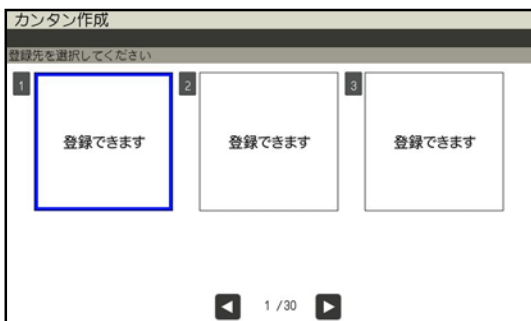 カンタン作成
登録先を選択してください
1 2 3
登録できます 登録できます 登録できます
1 /30